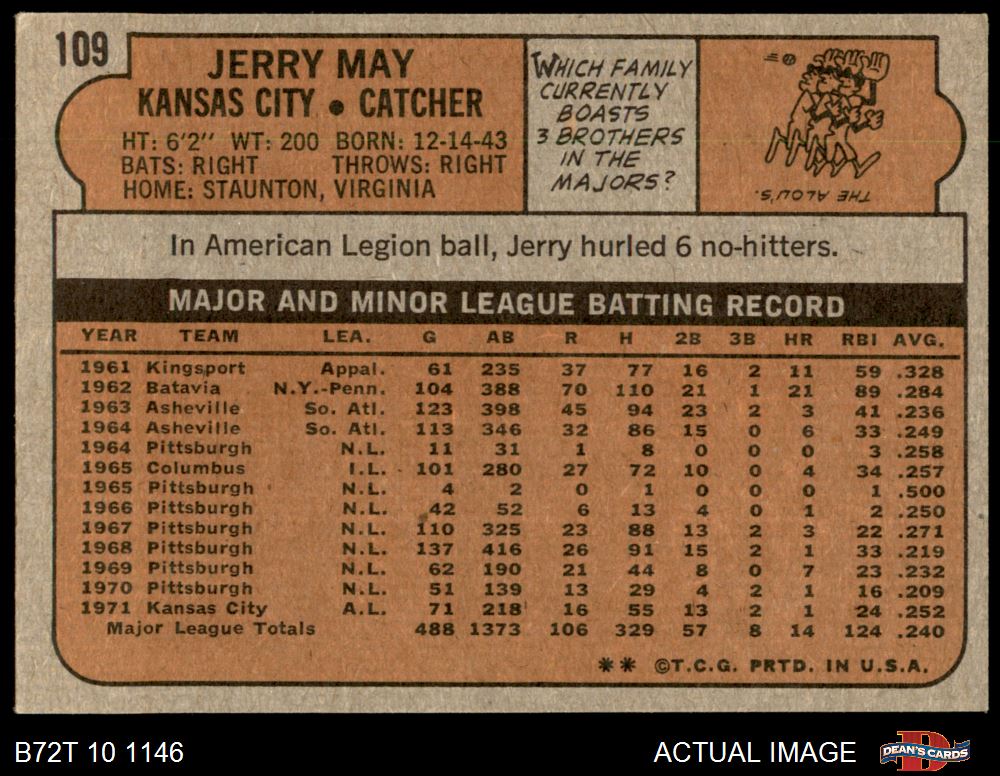 109
JERRY MAY
KANSAS CITY • CATCHER
HT: 6'2" WT: 200 BORN: 12-14-43
BATS: RIGHT THROWS: RIGHT
HOME: STAUNTON, VIRGINIA
WHICH FAMILY
CURRENTLY
BOASTS
3 BROTHERS
IN THE
MAJORS?
THE ALOU'S.
In American Legion ball, Jerry hurled 6 no-hitters.
MAJOR AND MINOR LEAGUE BATTING RECORD
YEAR TEAM LEA. G AB R H 2B 3B HR RBI AVG.
1961 Kingsport Appal. 61 235 37 77 16 2 11 59 .328
1962 Batavia N.Y.-Penn. 104 388 70 110 21 1 21 89 .284
1963 Asheville So. Atl. 123 398 45 94 23 2 3 41 .236
1964 Asheville So. Atl. 113 346 32 86 15 0 6 33 .249
1964 Pittsburgh N.L. 11 31 1 8 0 0 0 3 .258
1965 Columbus I.L. 101 280 27 72 10 0 4 34 .257
1965 Pittsburgh N.L. 4 2 0 1 0 0 0 1 .500
1966 Pittsburgh N.L. 42 52 6 13 4 0 1 2 .250
1967 Pittsburgh N.L. 110 325 23 88 13 2 3 22 .271
1968 Pittsburgh N.L. 137 416 26 91 15 2 1 33 .219
1969 Pittsburgh N.L. 62 190 21 44 8 0 7 23 .232
1970 Pittsburgh N.L. 51 139 13 29 4 2 1 16 .209
1971 Kansas City A.L. 71 218 16 55 13 2 1 24 .252
Major League Totals 488 1373 106 329 57 8 14 124 .240
** ©T.C.G. PRTD. IN U.S.A.
B72T 10 1146
ACTUAL IMAGE
DEAN'S CARDS